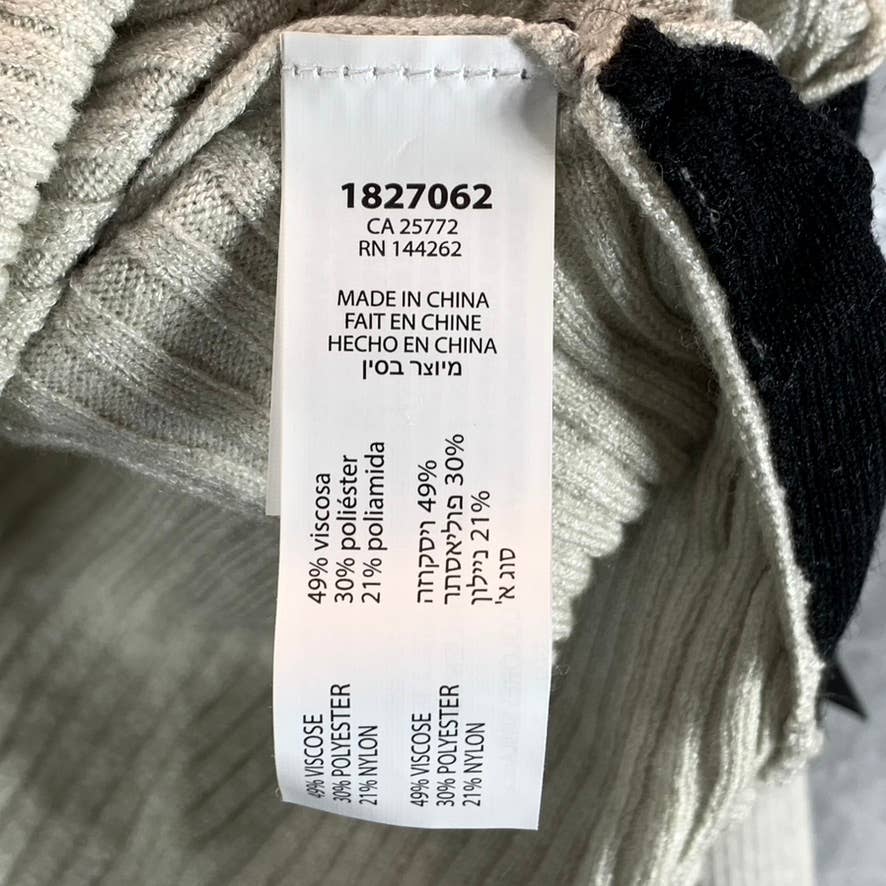 1827062
CA 25772
RN 144262
MADE IN CHINA
FAIT EN CHINE
HECHO EN CHINA
מיוצר בסין
49% viscosa
30% poliéster
21% poliamida
49% ויסקוזה
30% פוליאסתר
21% ניילון
סוג א'
49% VISCOSE
30% POLYESTER
21% NYLON
49% VISCOSE
30% POLYESTER
21% NYLON